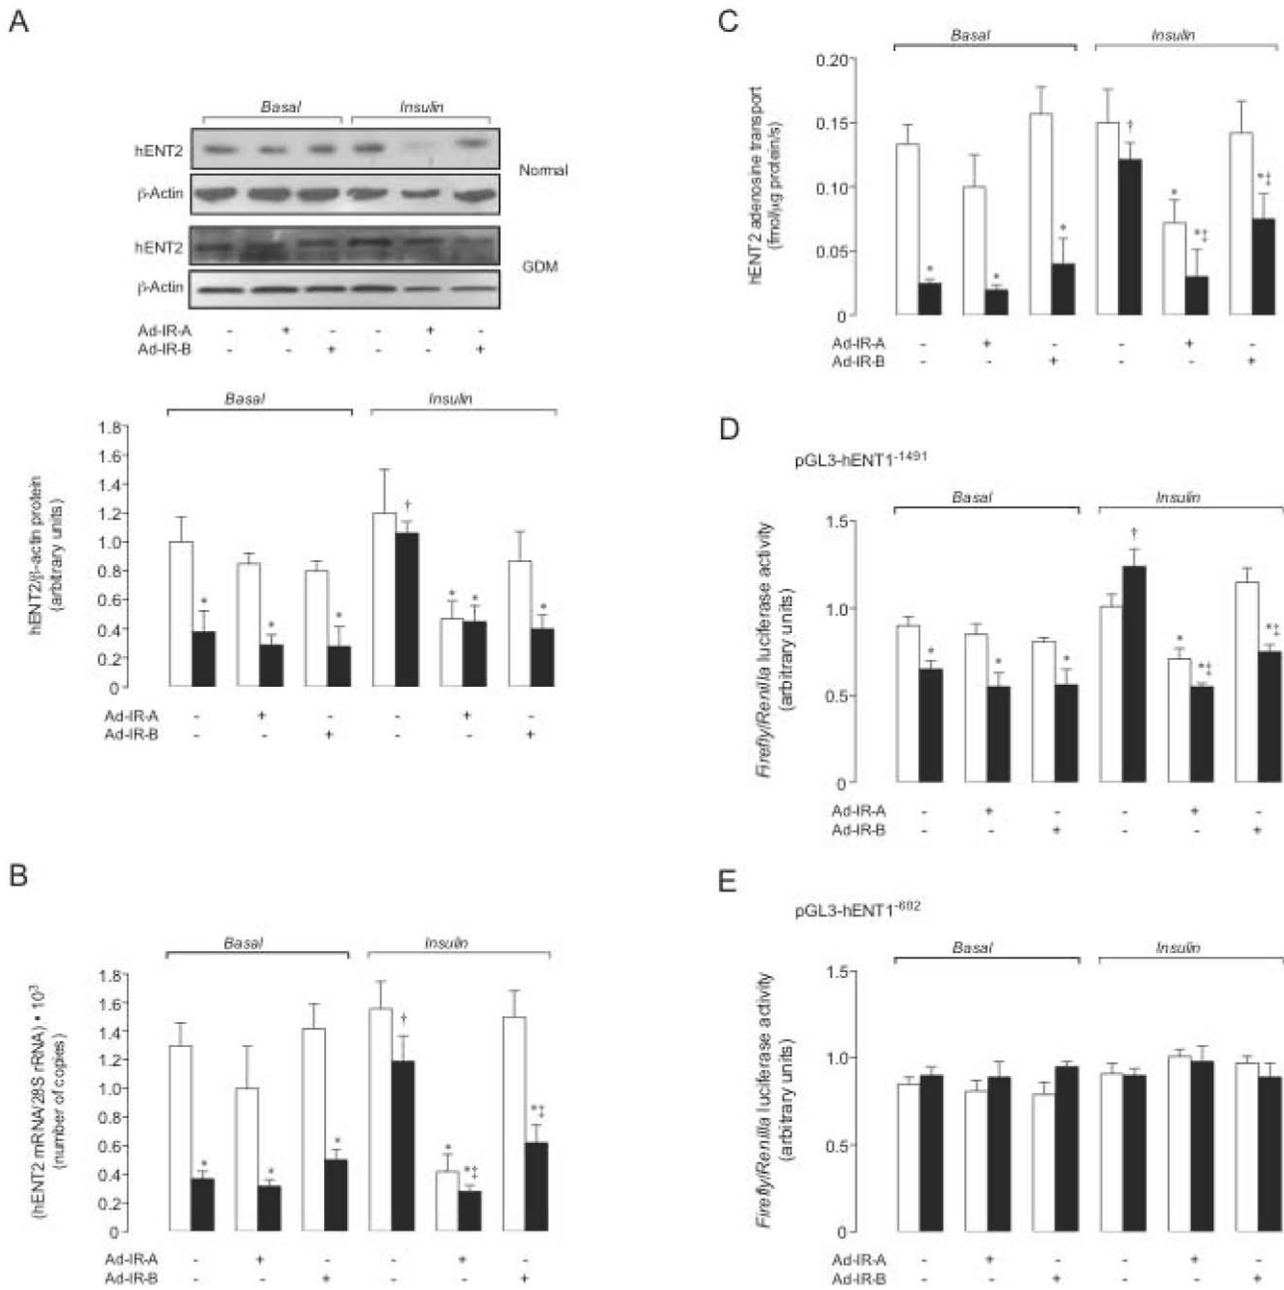 A
Basal Insulin
hENT2
Normal
β-Actin
hENT2
GDM
β-Actin
Ad-IR-A - + - - + -
Ad-IR-B - - + - - +
Basal Insulin
hENT2/β-actin protein
(arbitrary units)
1.8
1.6
1.4
1.2
1.0
0.8
0.6
0.4
0.2
0
* * * † * * *
Ad-IR-A - + - - + -
Ad-IR-B - - + - - +
B
Basal Insulin
(hENT2 mRNA/28S rRNA) • 10³
(number of copies)
1.8
1.6
1.4
1.2
1.0
0.8
0.6
0.4
0.2
0
* * * † * *‡ *‡
Ad-IR-A - + - - + -
Ad-IR-B - - + - - +
C
Basal Insulin
hENT2 adenosine transport
(fmol/μg protein/s)
0.20
0.15
0.10
0.05
0
* * * † * *‡ *‡
Ad-IR-A - + - - + -
Ad-IR-B - - + - - +
D
pGL3-hENT1⁻¹⁴⁹¹
Basal Insulin
Firefly/Renilla luciferase activity
(arbitrary units)
1.5
1.0
0.5
0
* * * † * *‡ *‡
Ad-IR-A - + - - + -
Ad-IR-B - - + - - +
E
pGL3-hENT1⁻⁶⁰²
Basal Insulin
Firefly/Renilla luciferase activity
(arbitrary units)
1.5
1.0
0.5
0
Ad-IR-A - + - - + -
Ad-IR-B - - + - - +